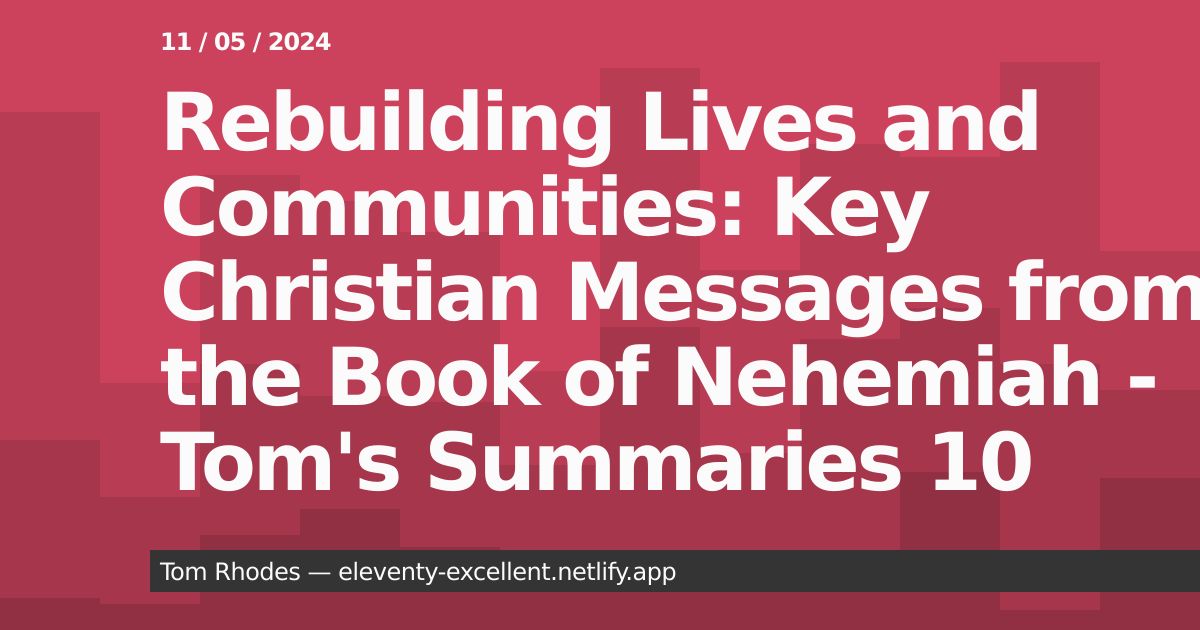 11 / 05 / 2024
Rebuilding Lives and
Communities: Key
Christian Messages from
the Book of Nehemiah -
Tom's Summaries 10
Tom Rhodes — eleventy-excellent.netlify.app